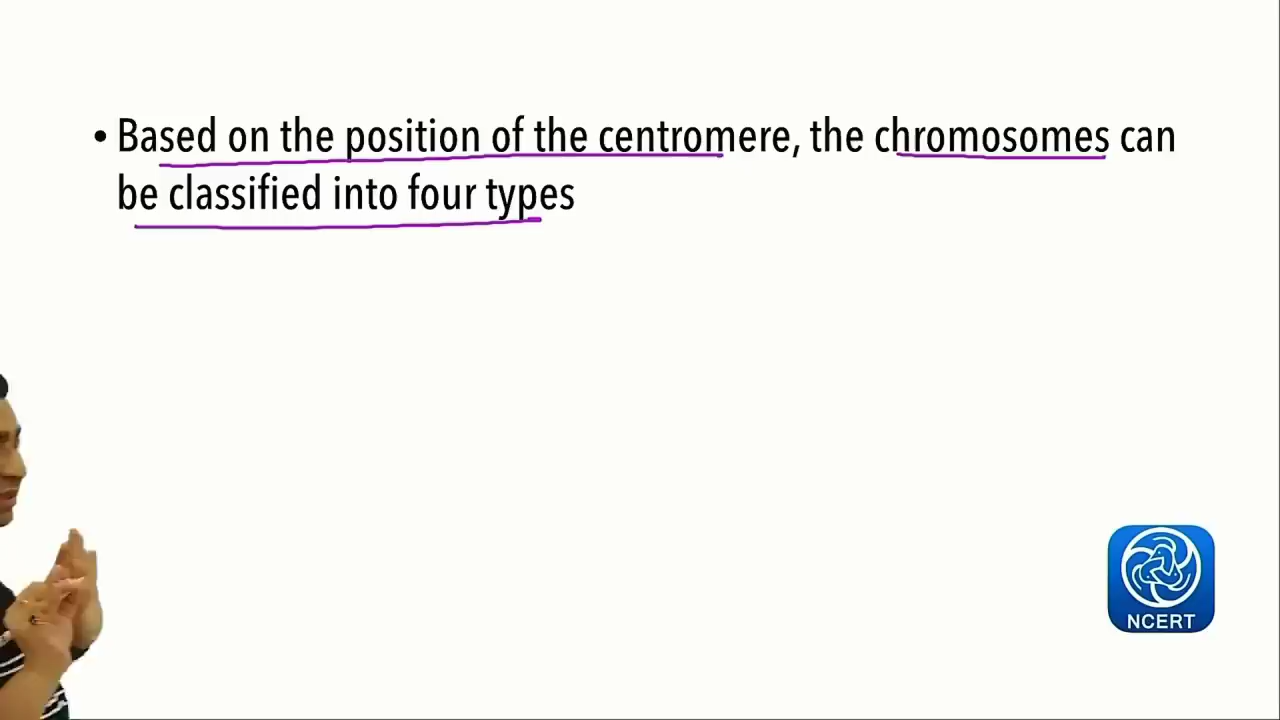 • Based on the position of the centromere, the chromosomes can
be classified into four types
NCERT